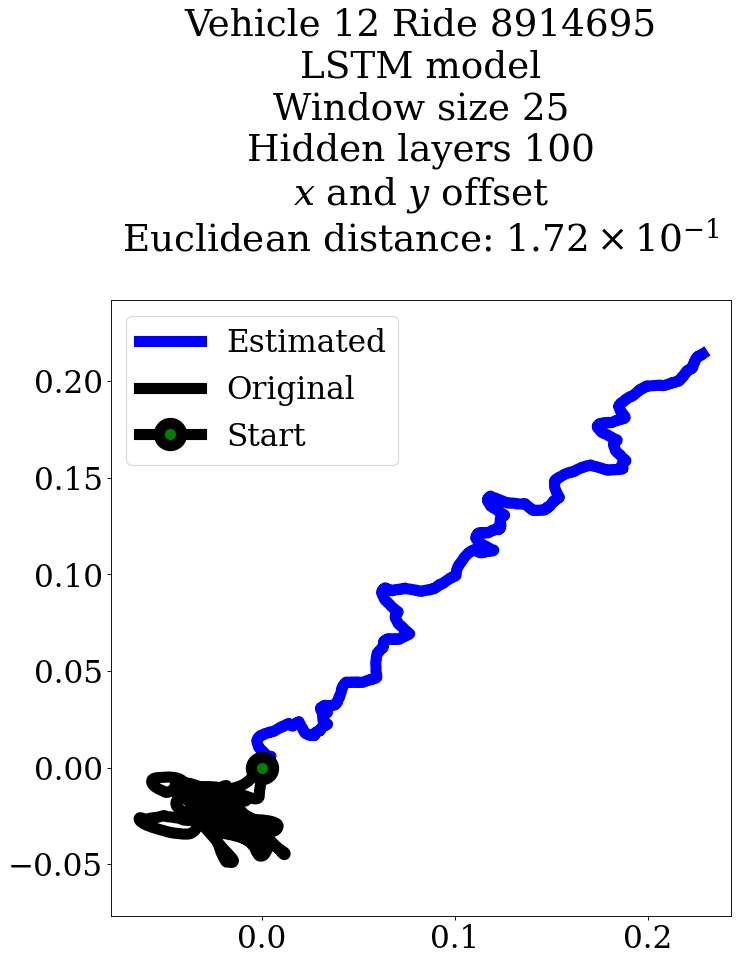 Vehicle 12 Ride 8914695
LSTM model
Window size 25
Hidden layers 100
x and y offset
Euclidean distance: 1.72 × 10⁻¹
Estimated
Original
Start
0.20
0.15
0.10
0.05
0.00
−0.05
0.0 0.1 0.2